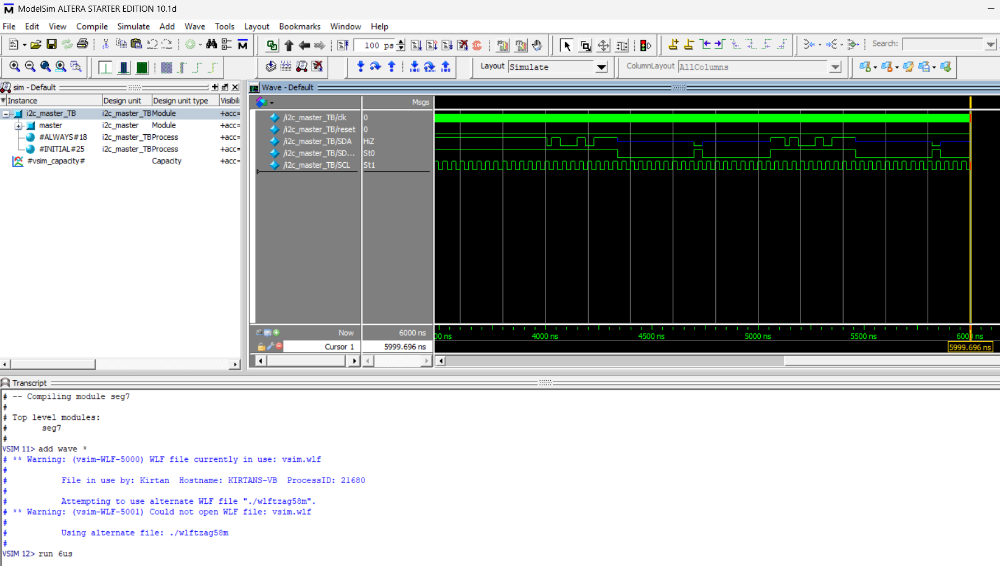 ModelSim ALTERA STARTER EDITION 10.1d
File Edit View Compile Simulate Add Wave Tools Layout Bookmarks Window Help
100 ps
Search:
Layout Simulate
ColumnLayout AllColumns
sim - Default
Instance Design unit Design unit type Visibili
i2c_master_TB i2c_master_TB Module +acc=
master i2c_master Module +acc=
#ALWAYS#18 i2c_master_TB Process +acc=
#INITIAL#25 i2c_master_TB Process +acc=
#vsim_capacity# Capacity +acc=
Wave - Default
Msgs
/i2c_master_TB/clk 0
/i2c_master_TB/reset 0
/i2c_master_TB/SDA HiZ
/i2c_master_TB/SD... St0
/i2c_master_TB/SCL St1
Now 6000 ns
Cursor 1 5999.696 ns
00 ns 4000 ns 4500 ns 5000 ns 5500 ns 6000 ns
5999.696 ns
Transcript
# -- Compiling module seg7
#
# Top level modules:
# seg7
#
VSIM 11> add wave *
# ** Warning: (vsim-WLF-5000) WLF file currently in use: vsim.wlf
#
# File in use by: Kirtan Hostname: KIRTANS-VB ProcessID: 21680
#
# Attempting to use alternate WLF file "./wlftzag58m".
# ** Warning: (vsim-WLF-5001) Could not open WLF file: vsim.wlf
#
# Using alternate file: ./wlftzag58m
#
VSIM 12> run 6us